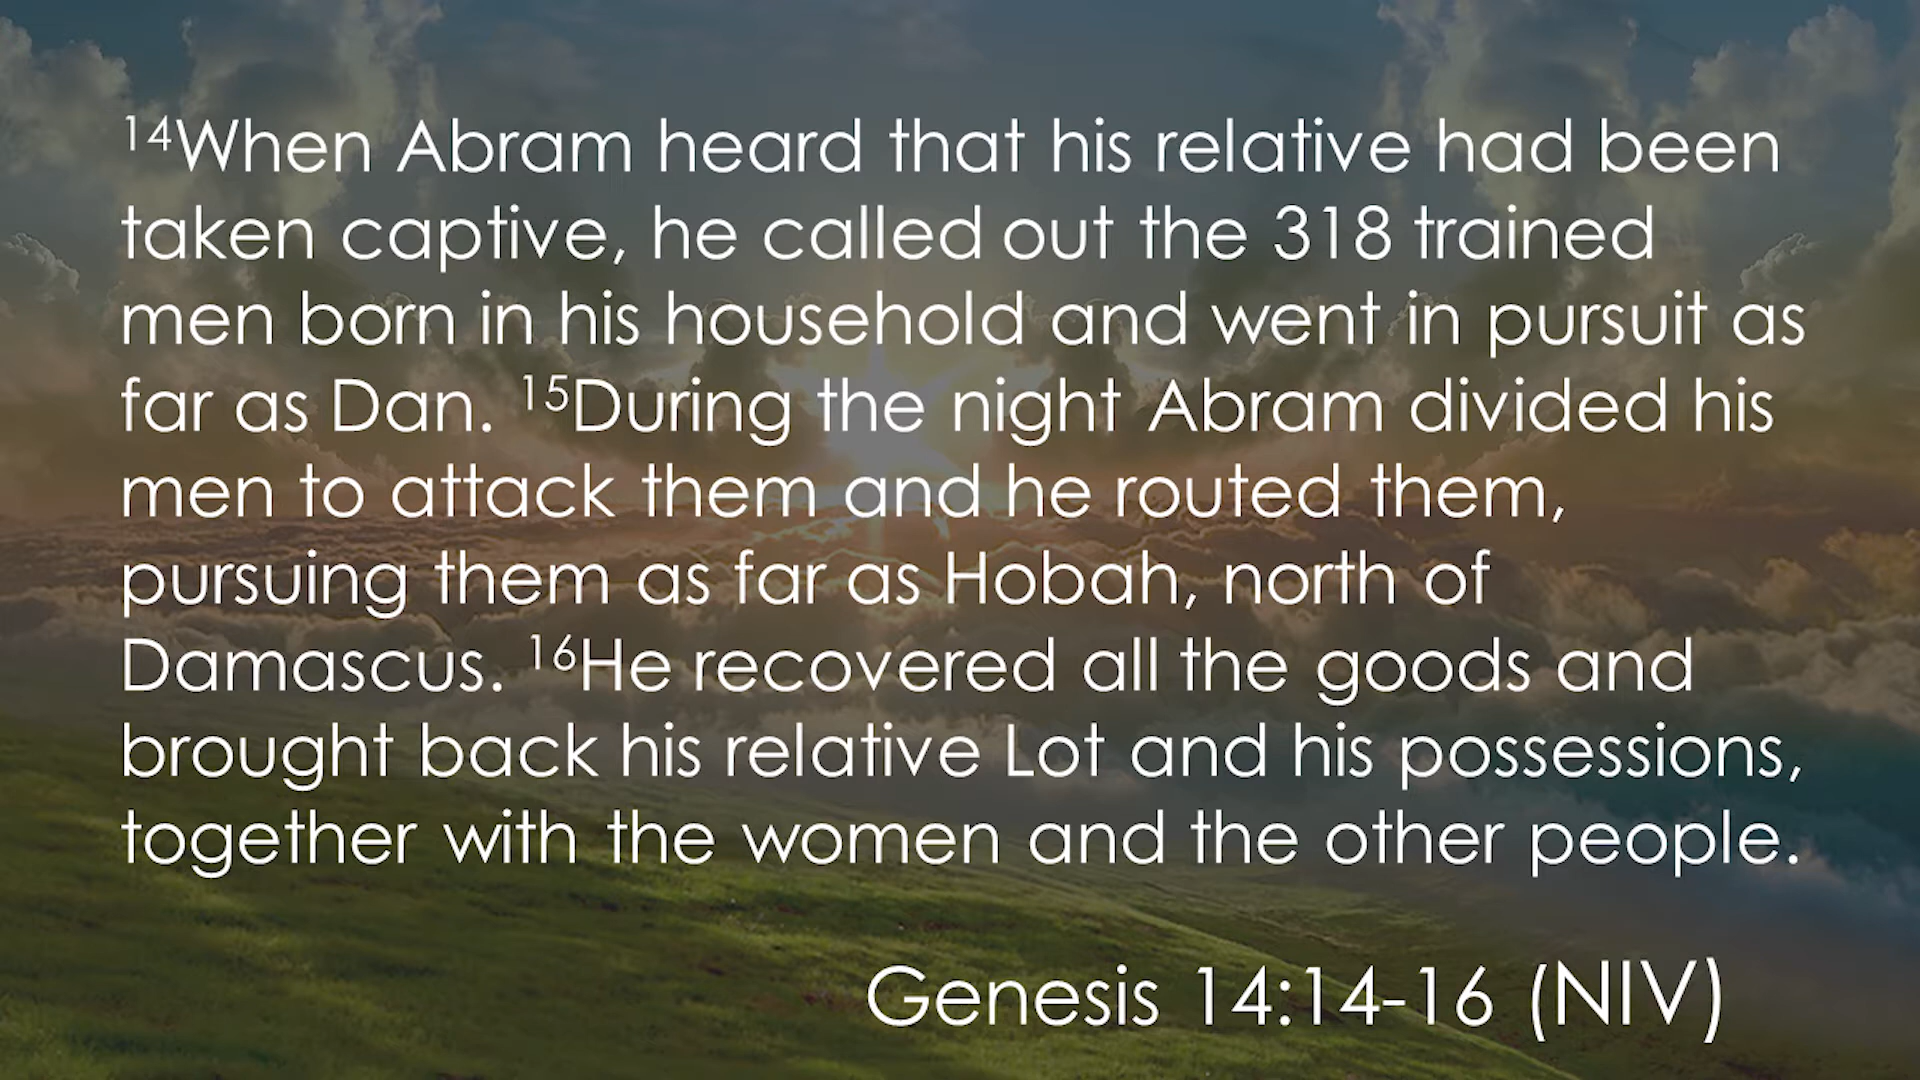 ¹⁴When Abram heard that his relative had been
taken captive, he called out the 318 trained
men born in his household and went in pursuit as
far as Dan. ¹⁵During the night Abram divided his
men to attack them and he routed them,
pursuing them as far as Hobah, north of
Damascus. ¹⁶He recovered all the goods and
brought back his relative Lot and his possessions,
together with the women and the other people.
Genesis 14:14-16 (NIV)